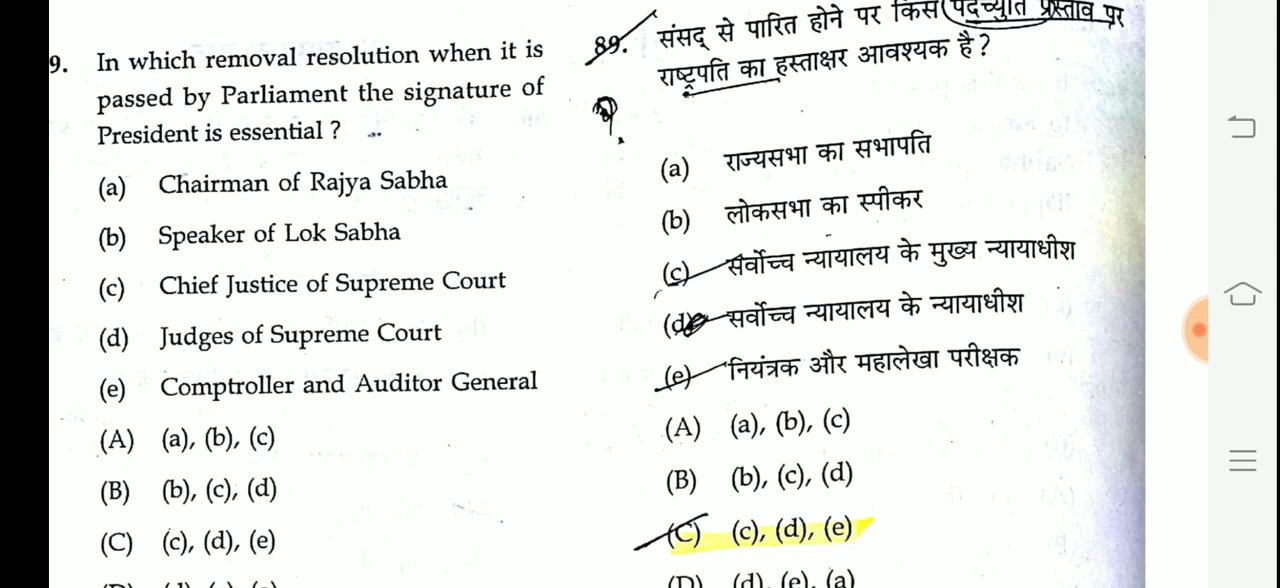 9. In which removal resolution when it is
passed by Parliament the signature of
President is essential ?
(a) Chairman of Rajya Sabha
(b) Speaker of Lok Sabha
(c) Chief Justice of Supreme Court
(d) Judges of Supreme Court
(e) Comptroller and Auditor General
(A) (a), (b), (c)
(B) (b), (c), (d)
(C) (c), (d), (e)
89. संसद् से पारित होने पर किस पदच्युति प्रस्ताव पर
राष्ट्रपति का हस्ताक्षर आवश्यक है ?
(a) राज्यसभा का सभापति
(b) लोकसभा का स्पीकर
(c) सर्वोच्च न्यायालय के मुख्य न्यायाधीश
(d) सर्वोच्च न्यायालय के न्यायाधीश
(e) नियंत्रक और महालेखा परीक्षक
(A) (a), (b), (c)
(B) (b), (c), (d)
(C) (c), (d), (e)
(D) (d), (e), (a)